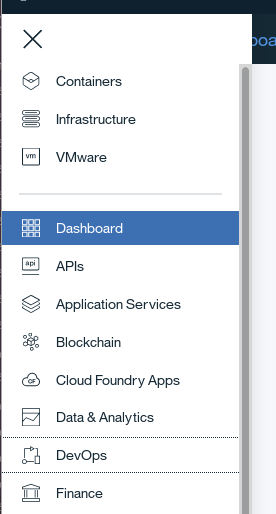 Containers
Infrastructure
vm
VMware
Dashboard
api
APIs
Application Services
Blockchain
CF
Cloud Foundry Apps
Data & Analytics
DevOps
Finance